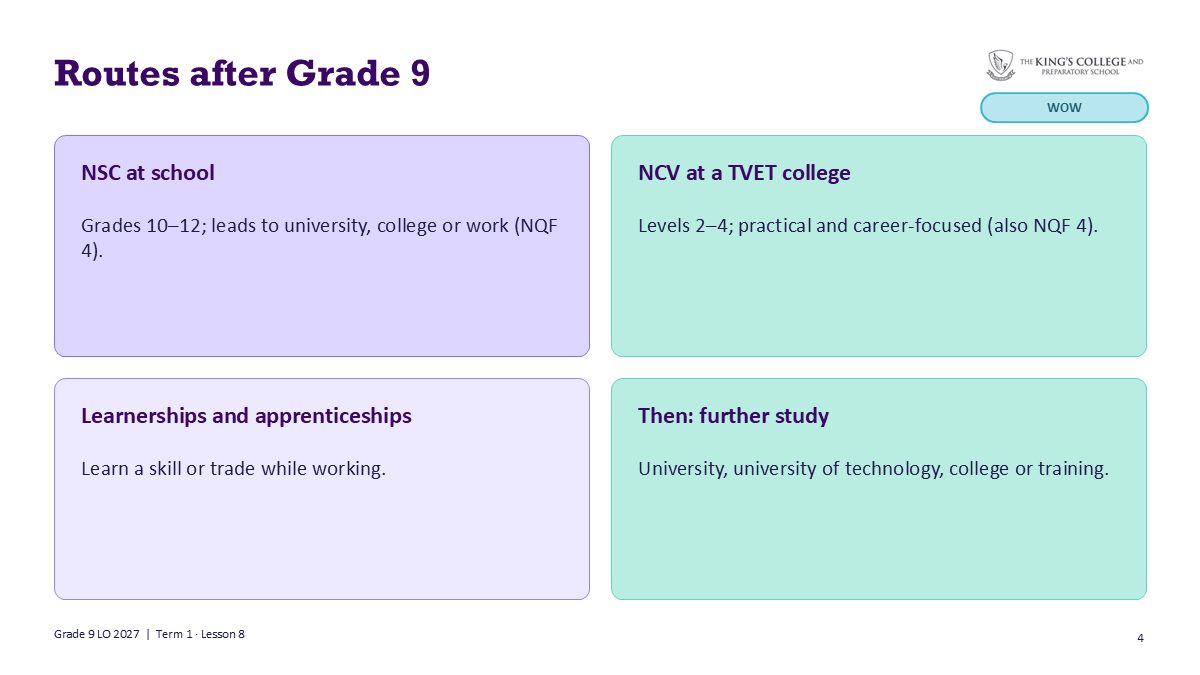 Routes after Grade 9
THE KING'S COLLEGE AND
PREPARATORY SCHOOL
WOW
NSC at school
Grades 10–12; leads to university, college or work (NQF
4).
NCV at a TVET college
Levels 2–4; practical and career-focused (also NQF 4).
Learnerships and apprenticeships
Learn a skill or trade while working.
Then: further study
University, university of technology, college or training.
Grade 9 LO 2027 | Term 1 · Lesson 8
4